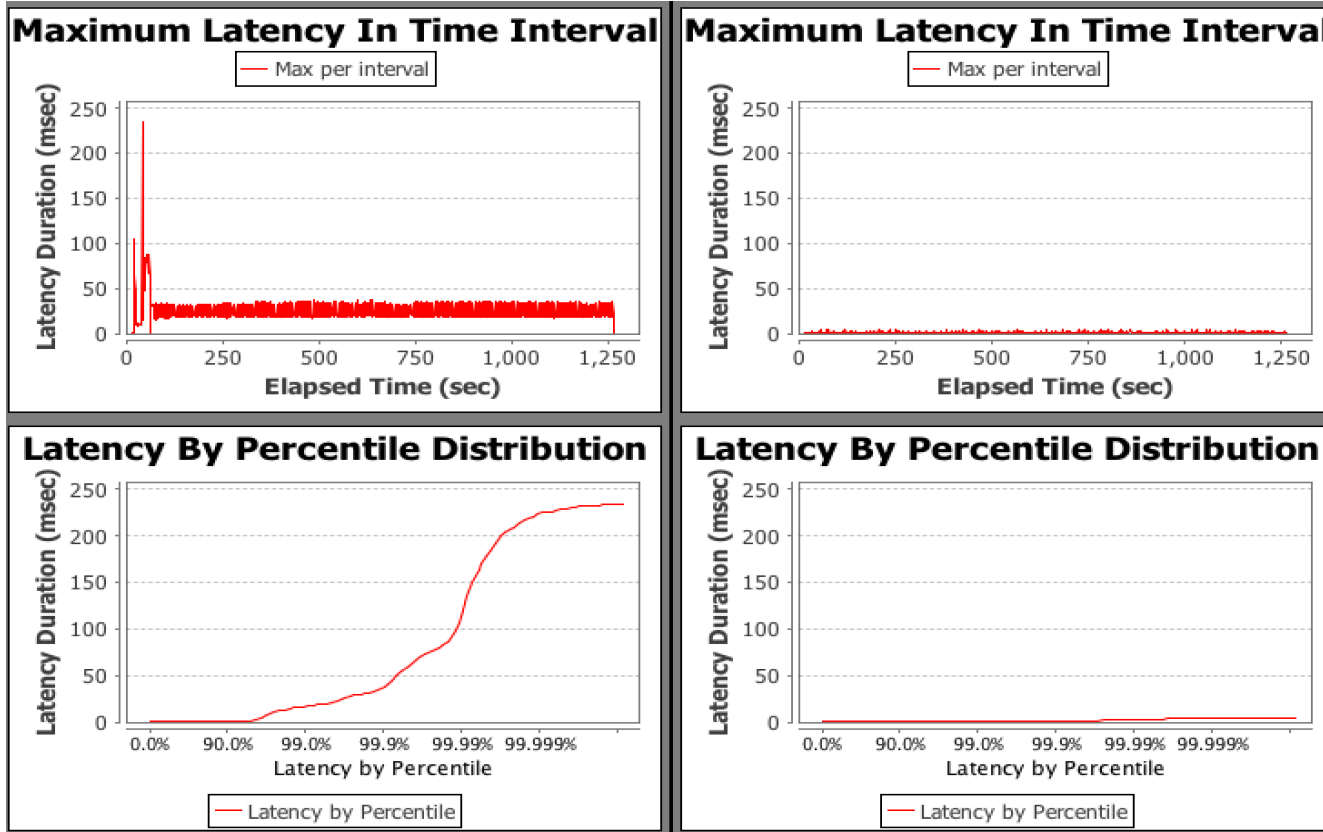 Maximum Latency In Time Interval
Max per interval
Latency Duration (msec)
250
200
150
100
50
0
0 250 500 750 1,000 1,250
Elapsed Time (sec)
Maximum Latency In Time Interval
Max per interval
Latency Duration (msec)
250
200
150
100
50
0
0 250 500 750 1,000 1,250
Elapsed Time (sec)
Latency By Percentile Distribution
Latency Duration (msec)
250
200
150
100
50
0
0.0% 90.0% 99.0% 99.9% 99.99% 99.999%
Latency by Percentile
Latency by Percentile
Latency By Percentile Distribution
Latency Duration (msec)
250
200
150
100
50
0
0.0% 90.0% 99.0% 99.9% 99.99% 99.999%
Latency by Percentile
Latency by Percentile